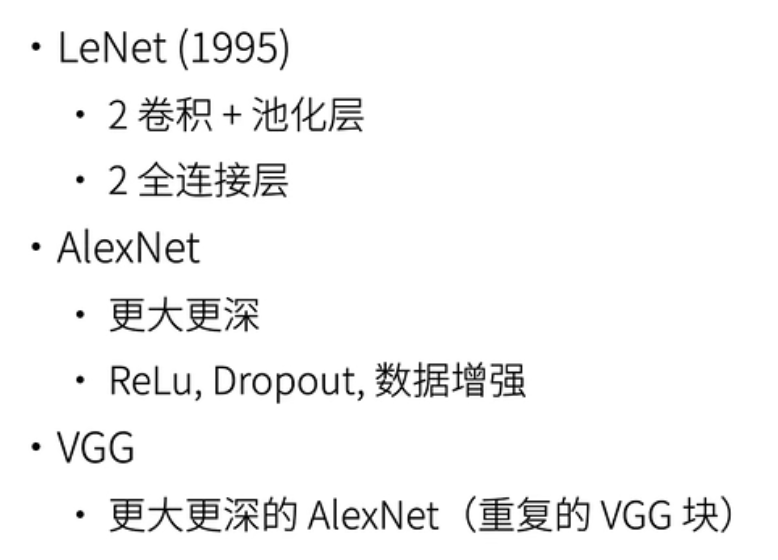 • LeNet (1995)
• 2 卷积 + 池化层
• 2 全连接层
• AlexNet
• 更大更深
• ReLu, Dropout, 数据增强
• VGG
• 更大更深的 AlexNet（重复的 VGG 块）